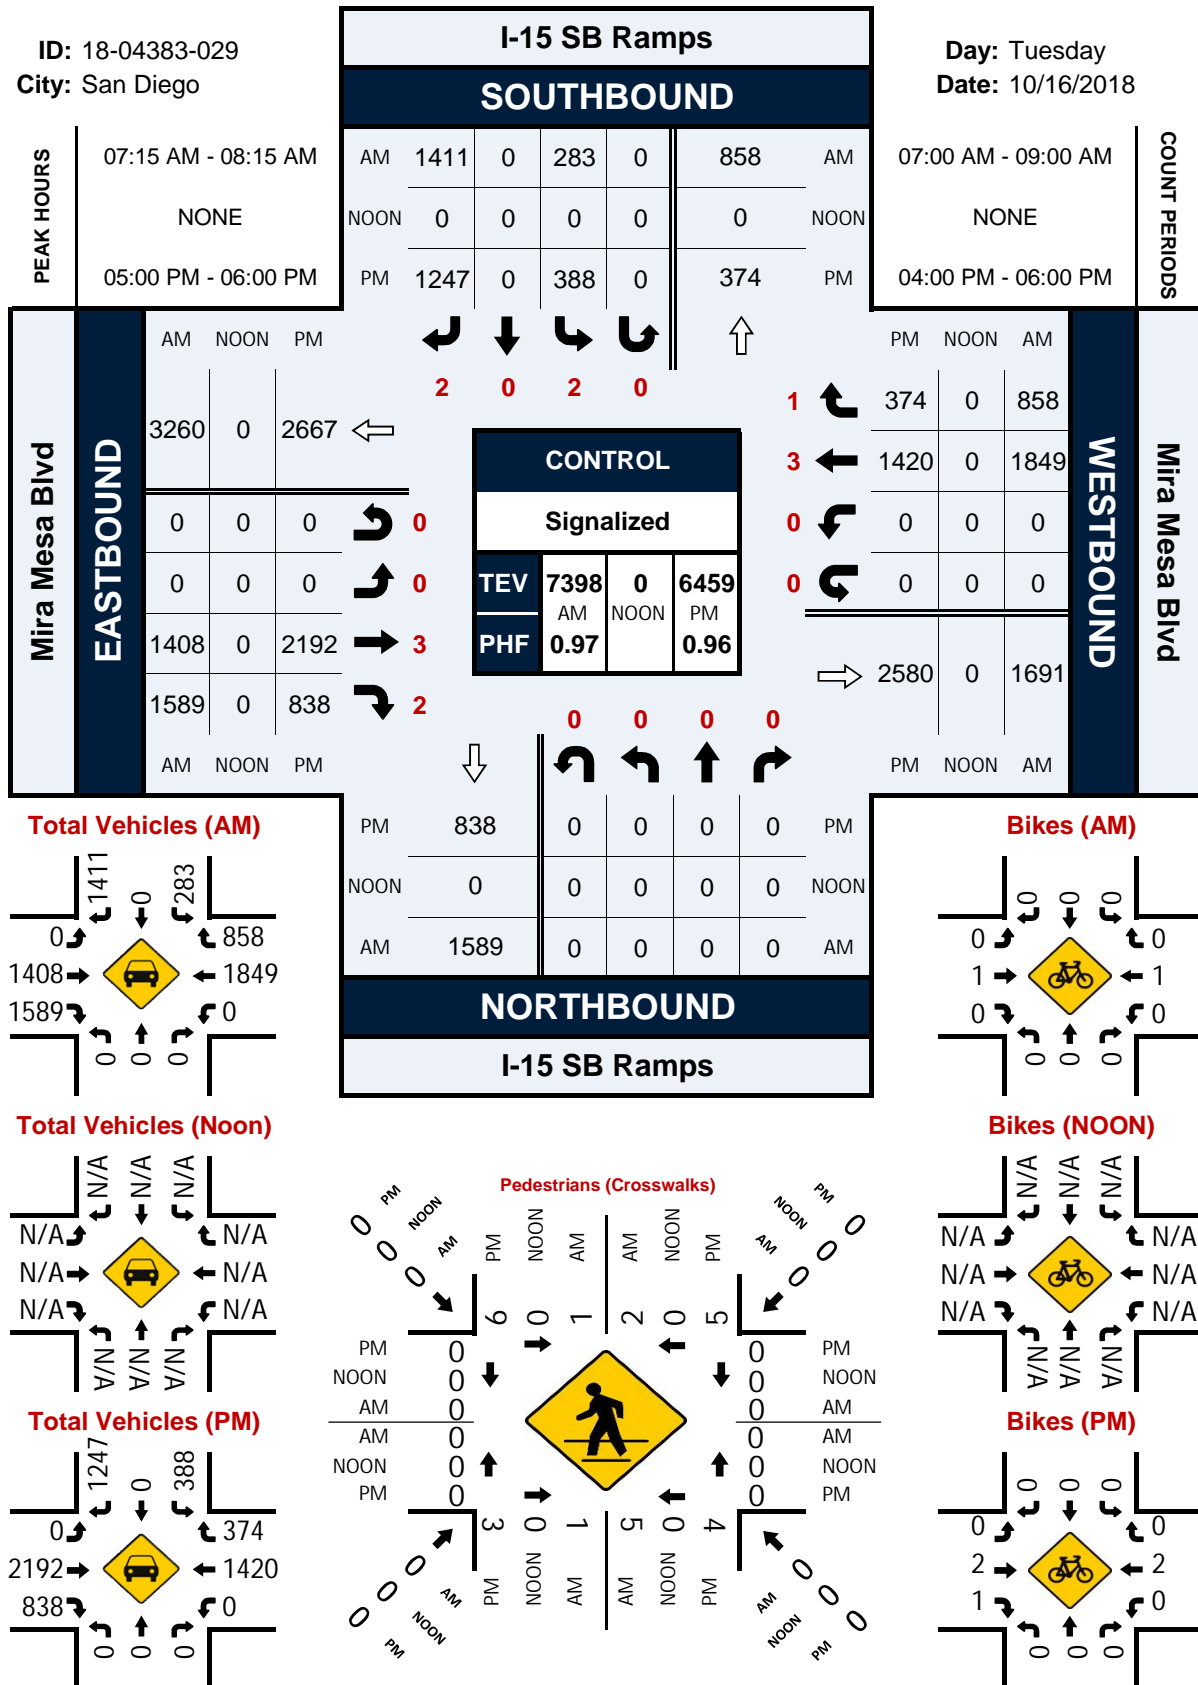 I-15 SB Ramps
ID: 18-04383-029
City: San Diego
Day: Tuesday
Date: 10/16/2018
SOUTHBOUND
PEAK HOURS
07:15 AM - 08:15 AM
NONE
05:00 PM - 06:00 PM
AM 1411 0 283 0 858 AM
NOON 0 0 0 0 0 NOON
PM 1247 0 388 0 374 PM
07:00 AM - 09:00 AM
NONE
04:00 PM - 06:00 PM
COUNT PERIODS
2 0 2 0
Mira Mesa Blvd
EASTBOUND
AM NOON PM
3260 0 2667
0 0 0 0
0 0 0 0
1408 0 2192 3
1589 0 838 2
AM NOON PM
CONTROL
Signalized
TEV 7398 0 6459
AM NOON PM
PHF 0.97 0.96
PM NOON AM
1 374 0 858
3 1420 0 1849
0 0 0 0
0 0 0 0
2580 0 1691
PM NOON AM
WESTBOUND
Mira Mesa Blvd
0 0 0 0
PM 838 0 0 0 0 PM
NOON 0 0 0 0 0 NOON
AM 1589 0 0 0 0 AM
NORTHBOUND
I-15 SB Ramps
Total Vehicles (AM)
1411 0 283
0 858
1408 1849
1589 0
0 0 0
Bikes (AM)
0 0 0
0 0
1 1
0 0
0 0 0
Total Vehicles (Noon)
N/A N/A N/A
N/A N/A
N/A N/A
N/A N/A
N/A N/A N/A
Bikes (NOON)
N/A N/A N/A
N/A N/A
N/A N/A
N/A N/A
N/A N/A N/A
Total Vehicles (PM)
1247 0 388
0 374
2192 1420
838 0
0 0 0
Bikes (PM)
0 0 0
0 0
2 2
1 0
0 0 0
Pedestrians (Crosswalks)
PM NOON AM
0 0 0
PM NOON AM AM NOON PM
6 0 1 2 0 5
PM NOON AM
0 0 0
PM 0 0 PM
NOON 0 0 NOON
AM 0 0 AM
AM 0 0 AM
NOON 0 0 NOON
PM 0 0 PM
3 0 1 5 0 4
PM NOON AM AM NOON PM
0 0 0
AM NOON PM
0 0 0
AM NOON PM